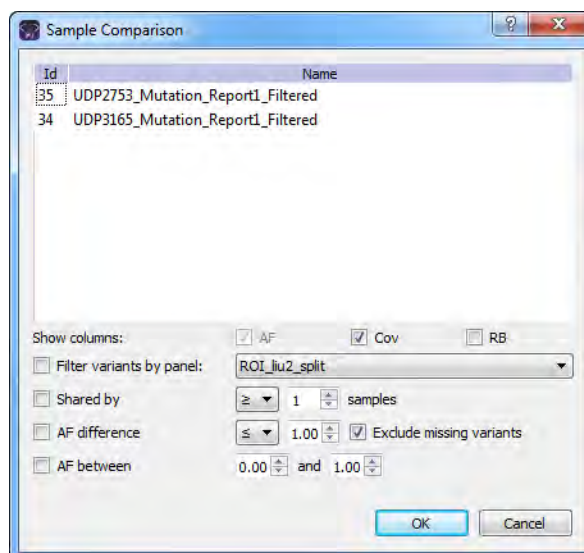 Sample Comparison
Id Name
35 UDP2753_Mutation_Report1_Filtered
34 UDP3165_Mutation_Report1_Filtered
Show columns: AF Cov RB
Filter variants by panel: ROI_liu2_split
Shared by ≥ 1 samples
AF difference ≤ 1.00 Exclude missing variants
AF between 0.00 and 1.00
OK Cancel